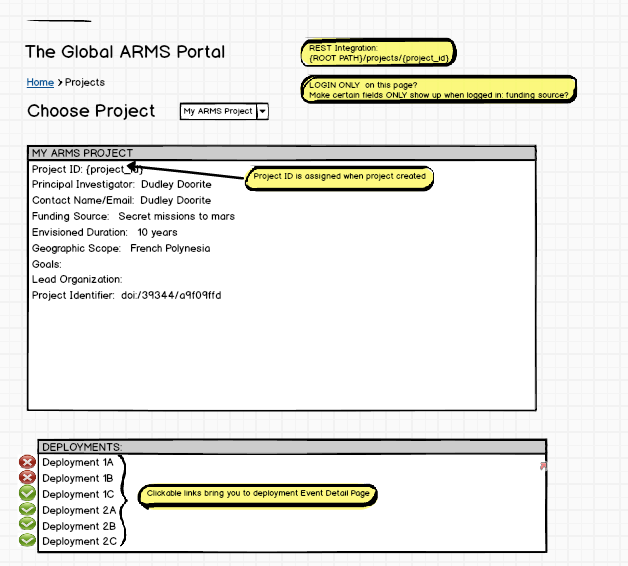 The Global ARMS Portal
REST Integration:
{ROOT PATH}/projects/{project_id}
Home > Projects
LOGIN ONLY on this page?
Make certain fields ONLY show up when logged in: funding source?
Choose Project
My ARMS Project
MY ARMS PROJECT
Project ID: {project_id}
Project ID is assigned when project created
Principal Investigator: Dudley Doorite
Contact Name/Email: Dudley Doorite
Funding Source: Secret missions to mars
Envisioned Duration: 10 years
Geographic Scope: French Polynesia
Goals:
Lead Organization:
Project Identifier: doi:/39344/a9f09ffd
DEPLOYMENTS:
Deployment 1A
Deployment 1B
Deployment 1C
Clickable links bring you to deployment Event Detail Page
Deployment 2A
Deployment 2B
Deployment 2C